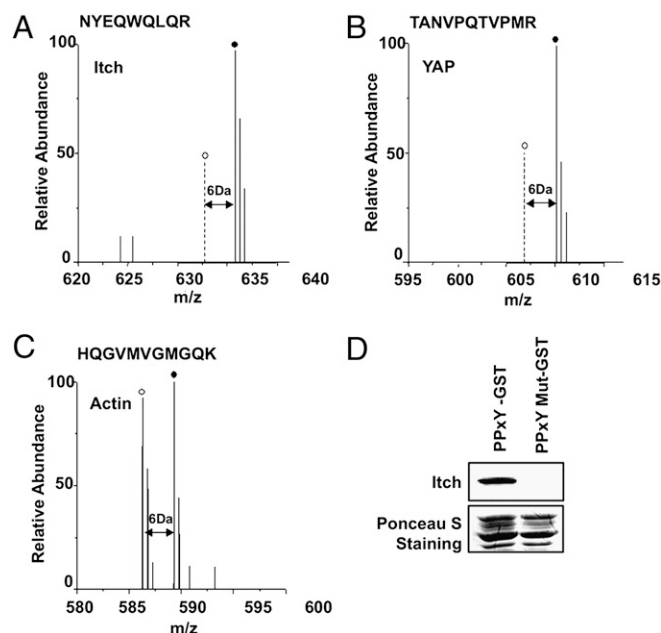 A
NYEQWQLQR
Itch
Relative Abundance
100
50
0
6Da
620 625 630 635 640
m/z
B
TANVPQTVPMR
YAP
Relative Abundance
100
50
0
6Da
595 600 605 610 615
m/z
C
HQGVMVGMGQK
Actin
Relative Abundance
100
50
0
6Da
580 585 590 595 600
m/z
D
PPxY -GST
PPxY Mut-GST
Itch
Ponceau S
Staining